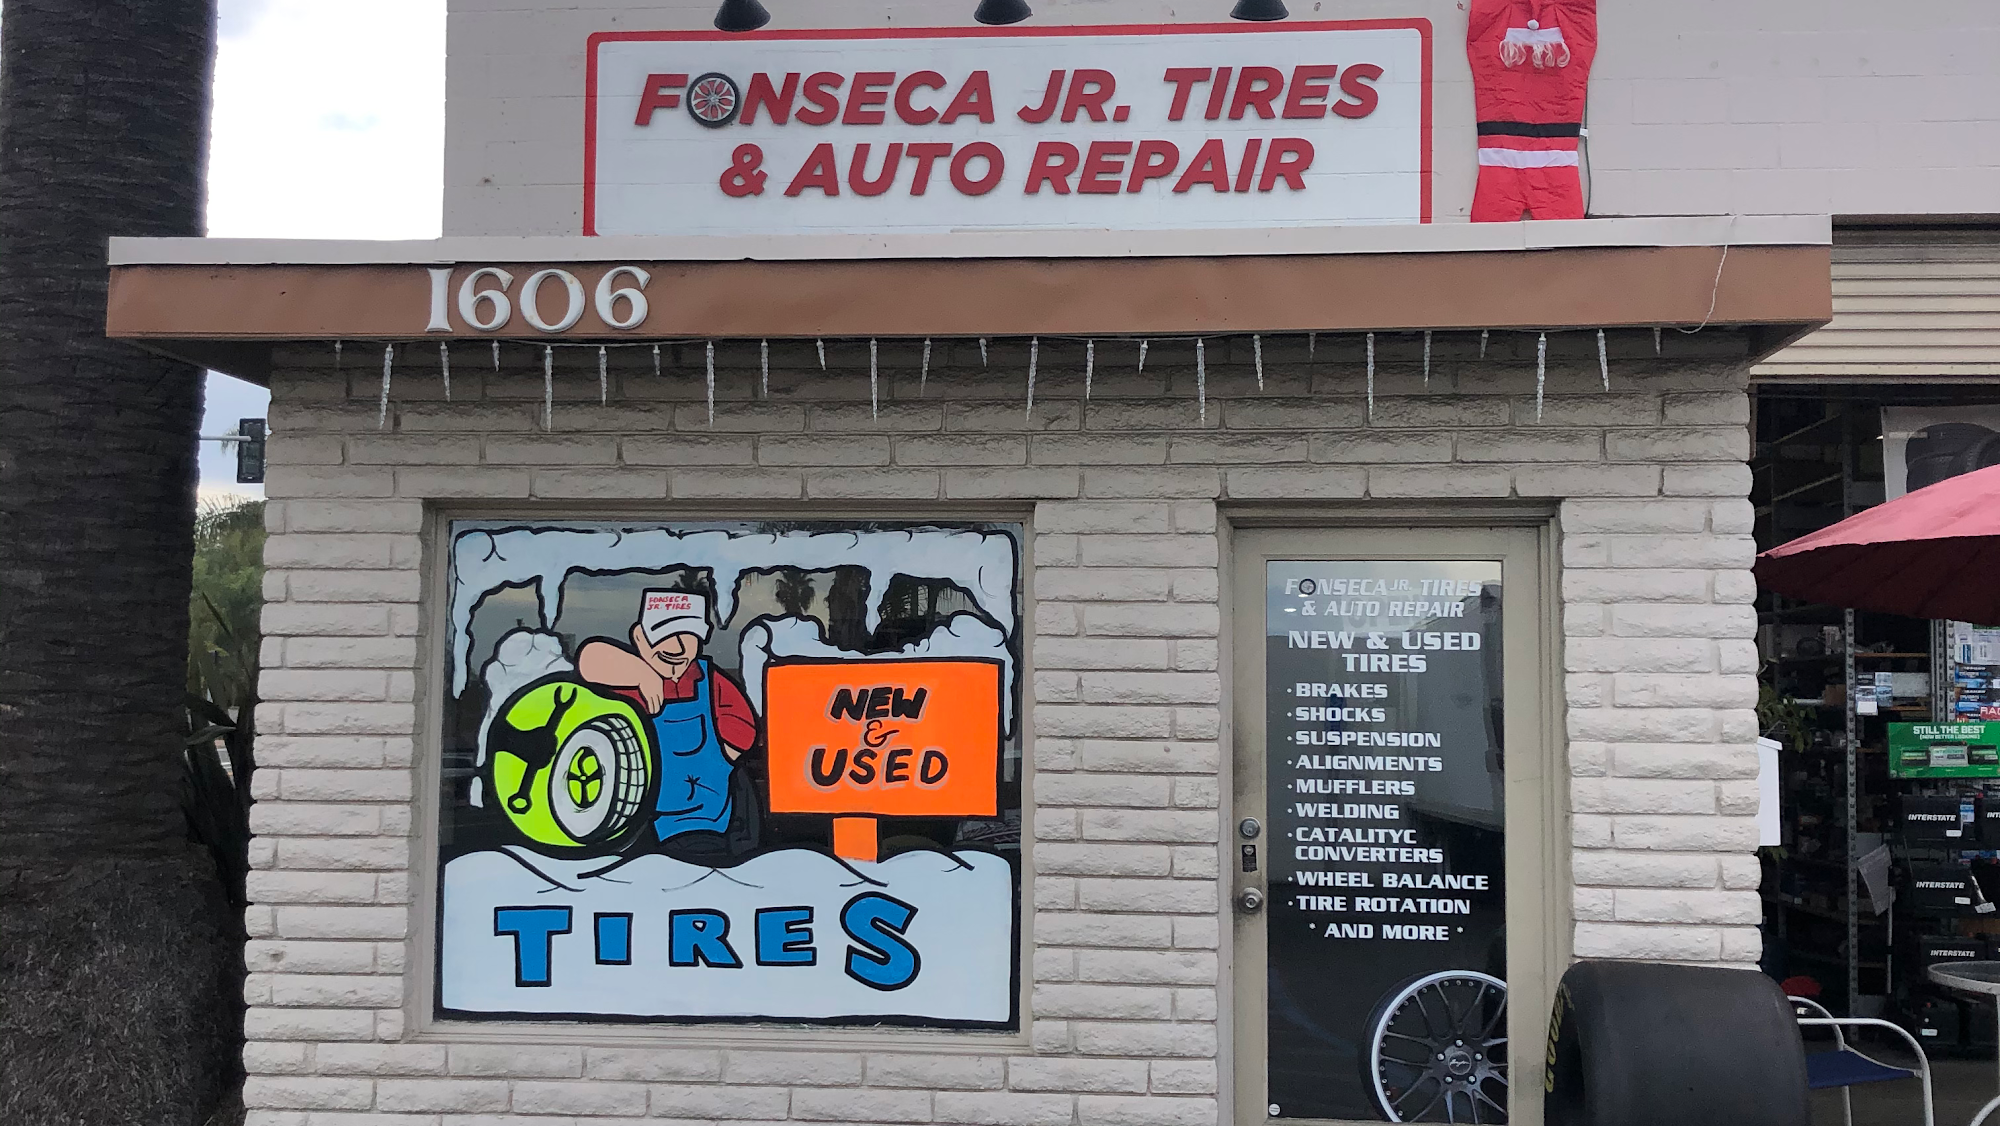 FONSECA JR. TIRES
& AUTO REPAIR
1606
FONSECA
JR. TIRES
NEW
&
USED
TIRES
FONSECA JR. TIRES
& AUTO REPAIR
NEW & USED
TIRES
· BRAKES
· SHOCKS
· SUSPENSION
· ALIGNMENTS
· MUFFLERS
· WELDING
· CATALITYC
CONVERTERS
· WHEEL BALANCE
· TIRE ROTATION
* AND MORE *
STILL THE BEST
INTERSTATE
INTERSTATE
INTERSTATE